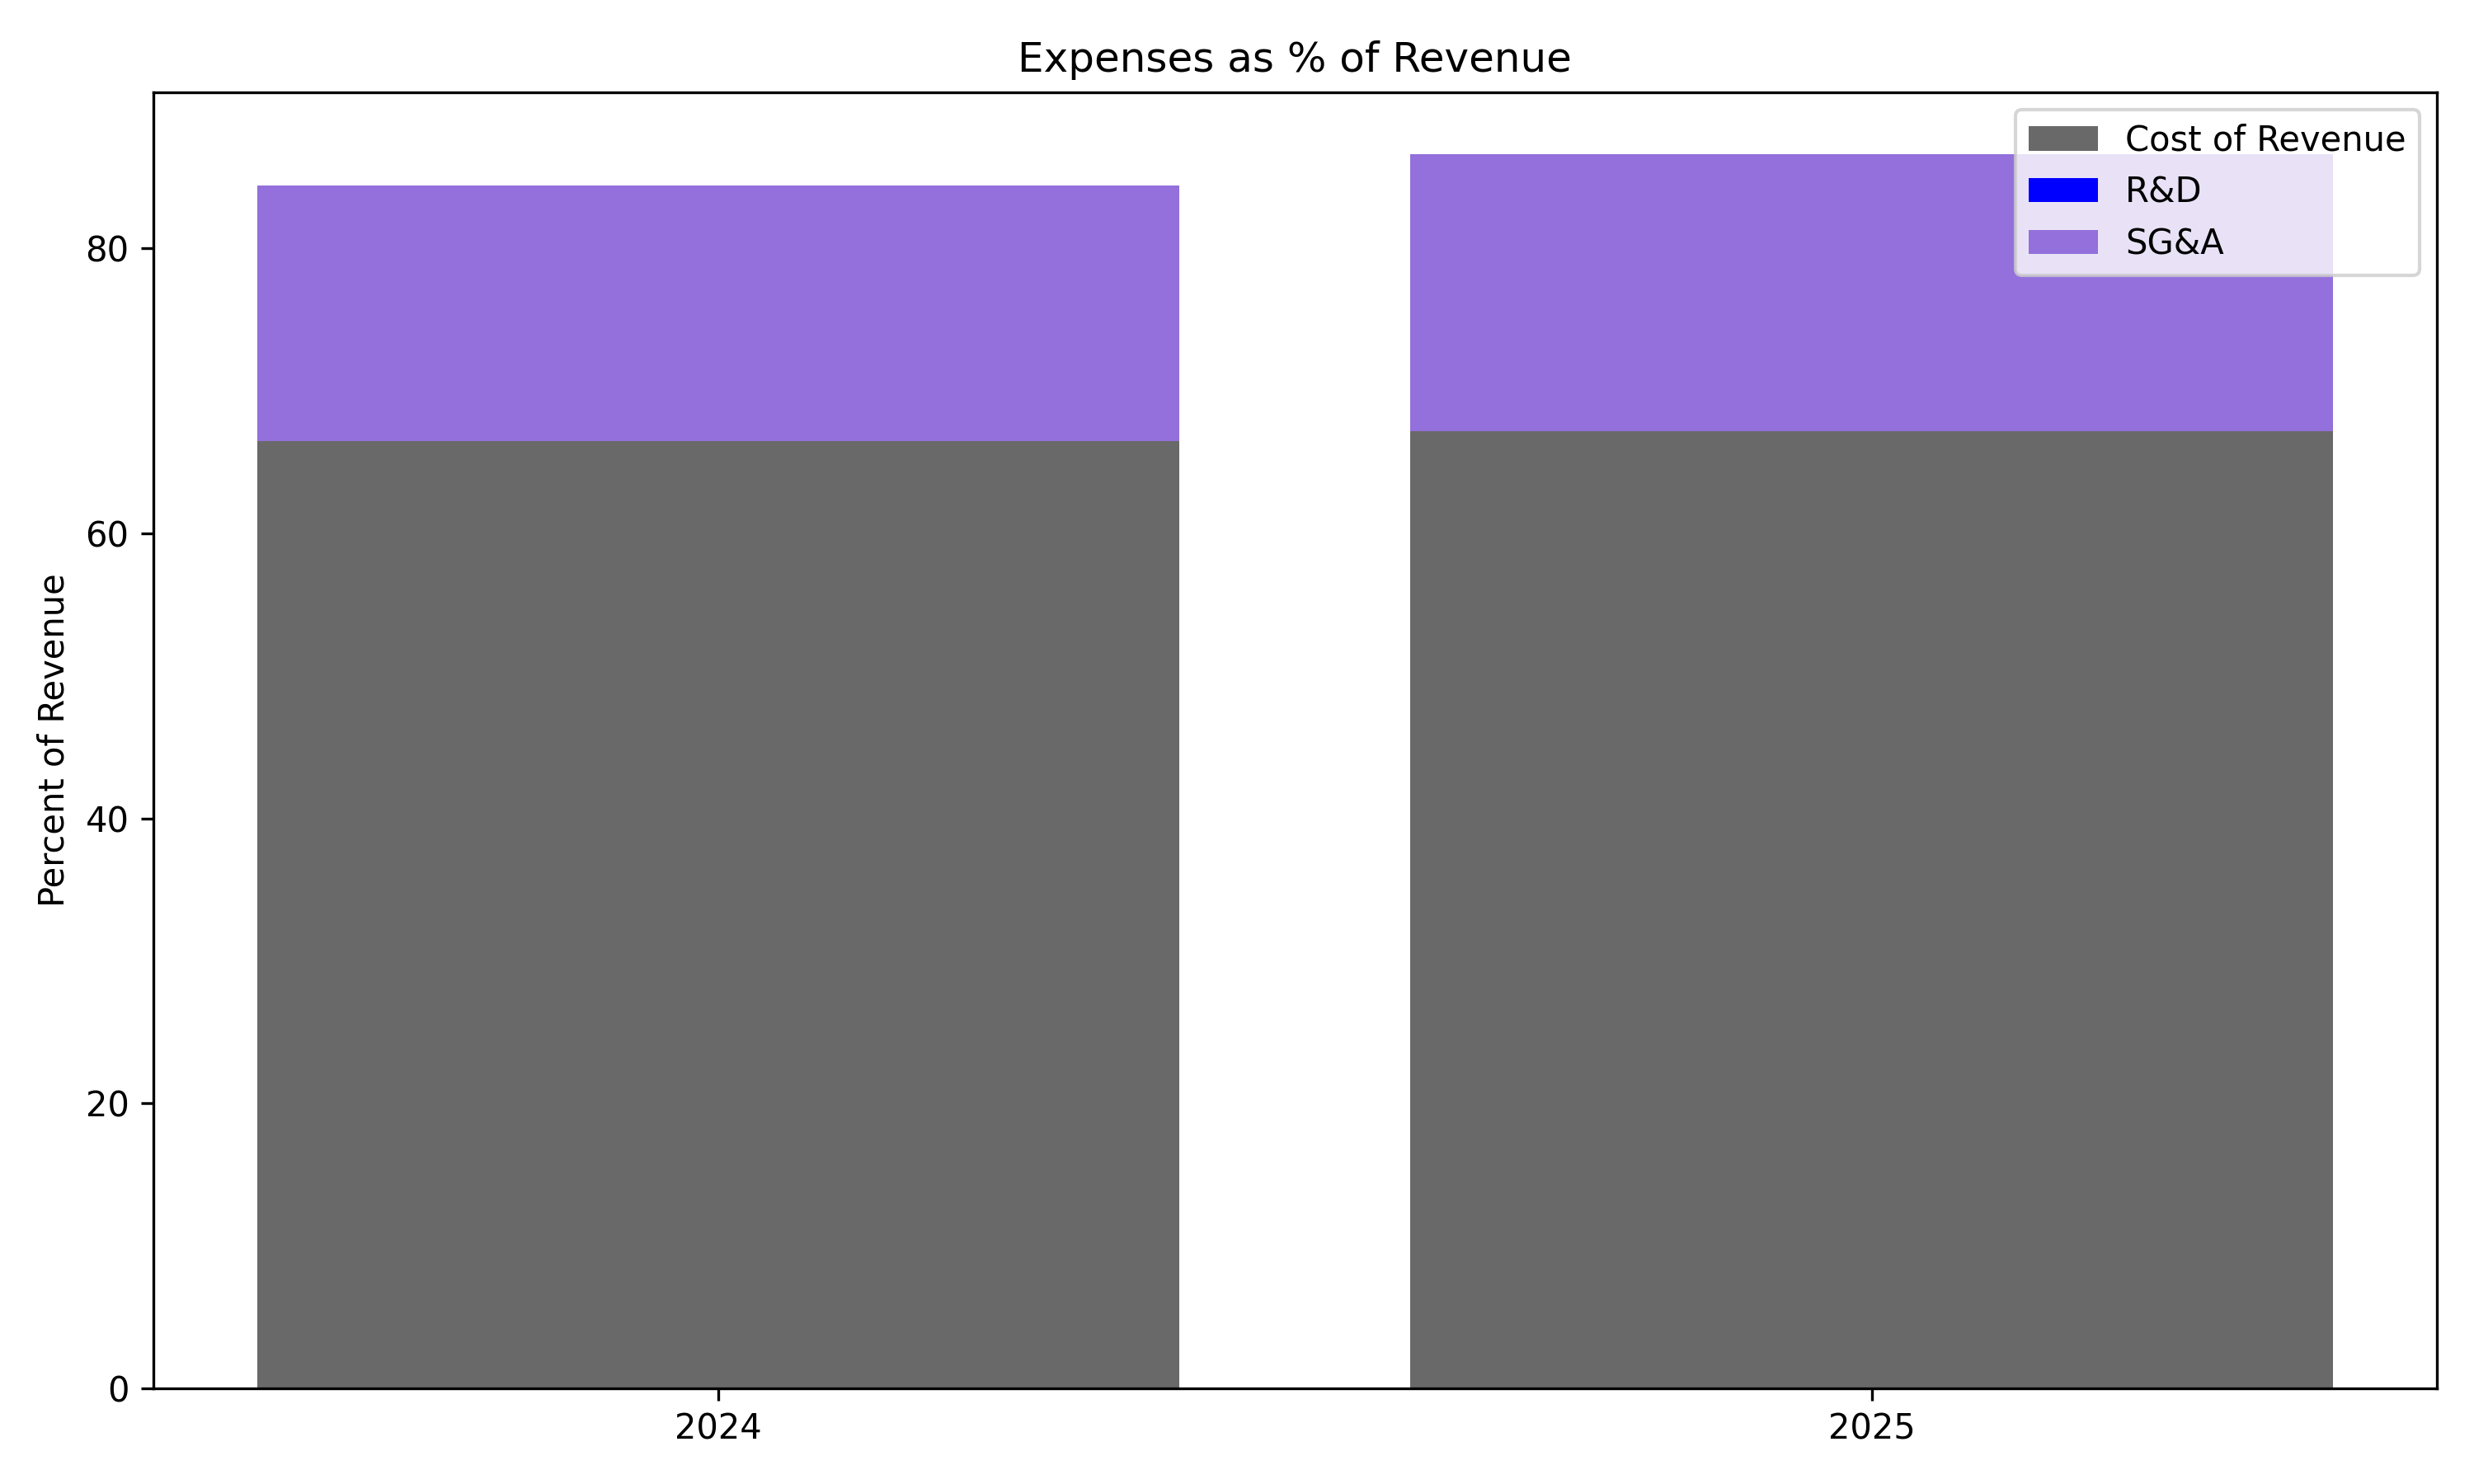 Expenses as % of Revenue
Percent of Revenue
80
60
40
20
0
2024
2025
Cost of Revenue
R&D
SG&A